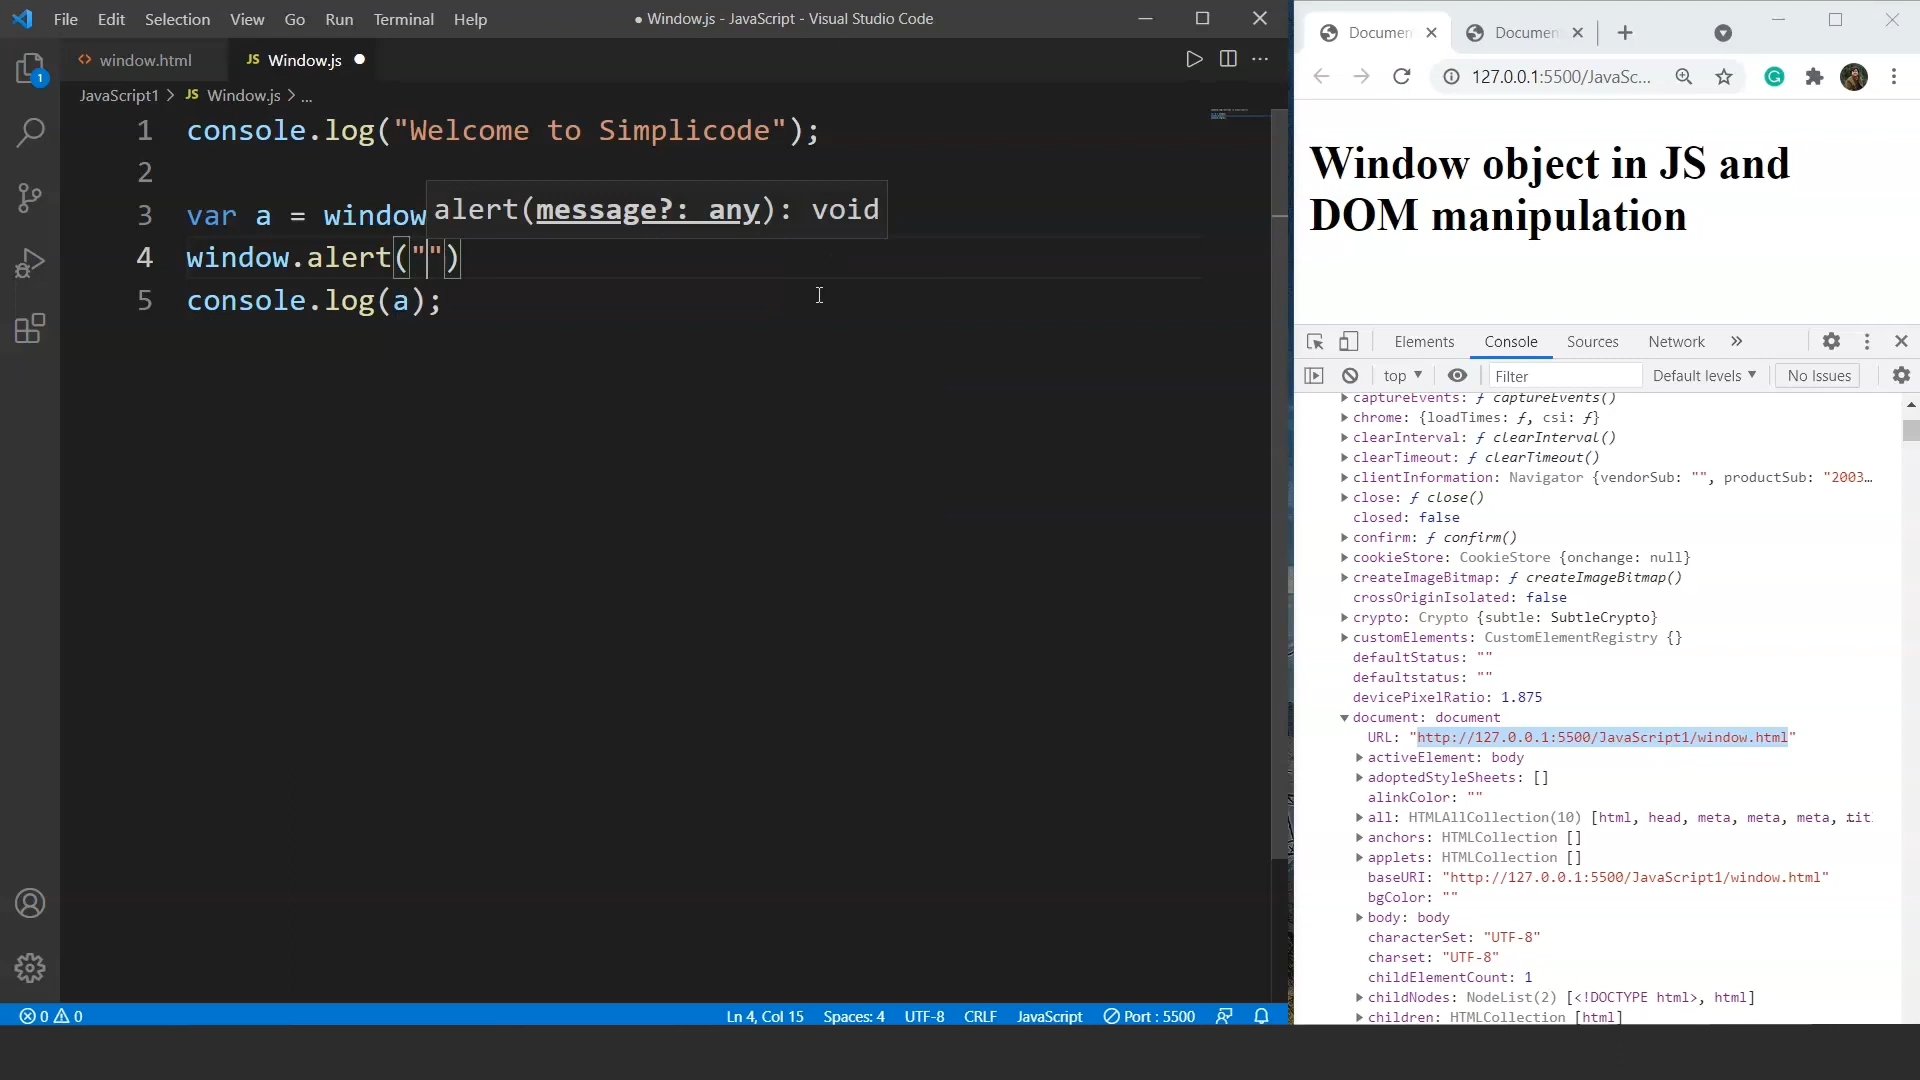 File Edit Selection View Go Run Terminal Help
● Window.js - JavaScript - Visual Studio Code
window.html
JS Window.js ●
JavaScript1 > JS Window.js > ...
1 console.log("Welcome to Simplicode");
2
alert(message?: any): void
3 var a = window
4 window.alert("")
5 console.log(a);
1
0 0
Ln 4, Col 15 Spaces: 4 UTF-8 CRLF JavaScript Port : 5500
Documen
Documen
127.0.0.1:5500/JavaSc...
Window object in JS and
DOM manipulation
Elements Console Sources Network »
top Filter Default levels No Issues
captureEvents: ƒ captureEvents()
chrome: {loadTimes: ƒ, csi: ƒ}
clearInterval: ƒ clearInterval()
clearTimeout: ƒ clearTimeout()
clientInformation: Navigator {vendorSub: "", productSub: "2003…
close: ƒ close()
closed: false
confirm: ƒ confirm()
cookieStore: CookieStore {onchange: null}
createImageBitmap: ƒ createImageBitmap()
crossOriginIsolated: false
crypto: Crypto {subtle: SubtleCrypto}
customElements: CustomElementRegistry {}
defaultStatus: ""
defaultstatus: ""
devicePixelRatio: 1.875
document: document
URL: "http://127.0.0.1:5500/JavaScript1/window.html"
activeElement: body
adoptedStyleSheets: []
alinkColor: ""
all: HTMLAllCollection(10) [html, head, meta, meta, meta,
anchors: HTMLCollection []
applets: HTMLCollection []
baseURI: "http://127.0.0.1:5500/JavaScript1/window.html"
bgColor: ""
body: body
characterSet: "UTF-8"
charset: "UTF-8"
childElementCount: 1
childNodes: NodeList(2) [<!DOCTYPE html>, html]
children: HTMLCollection [html]